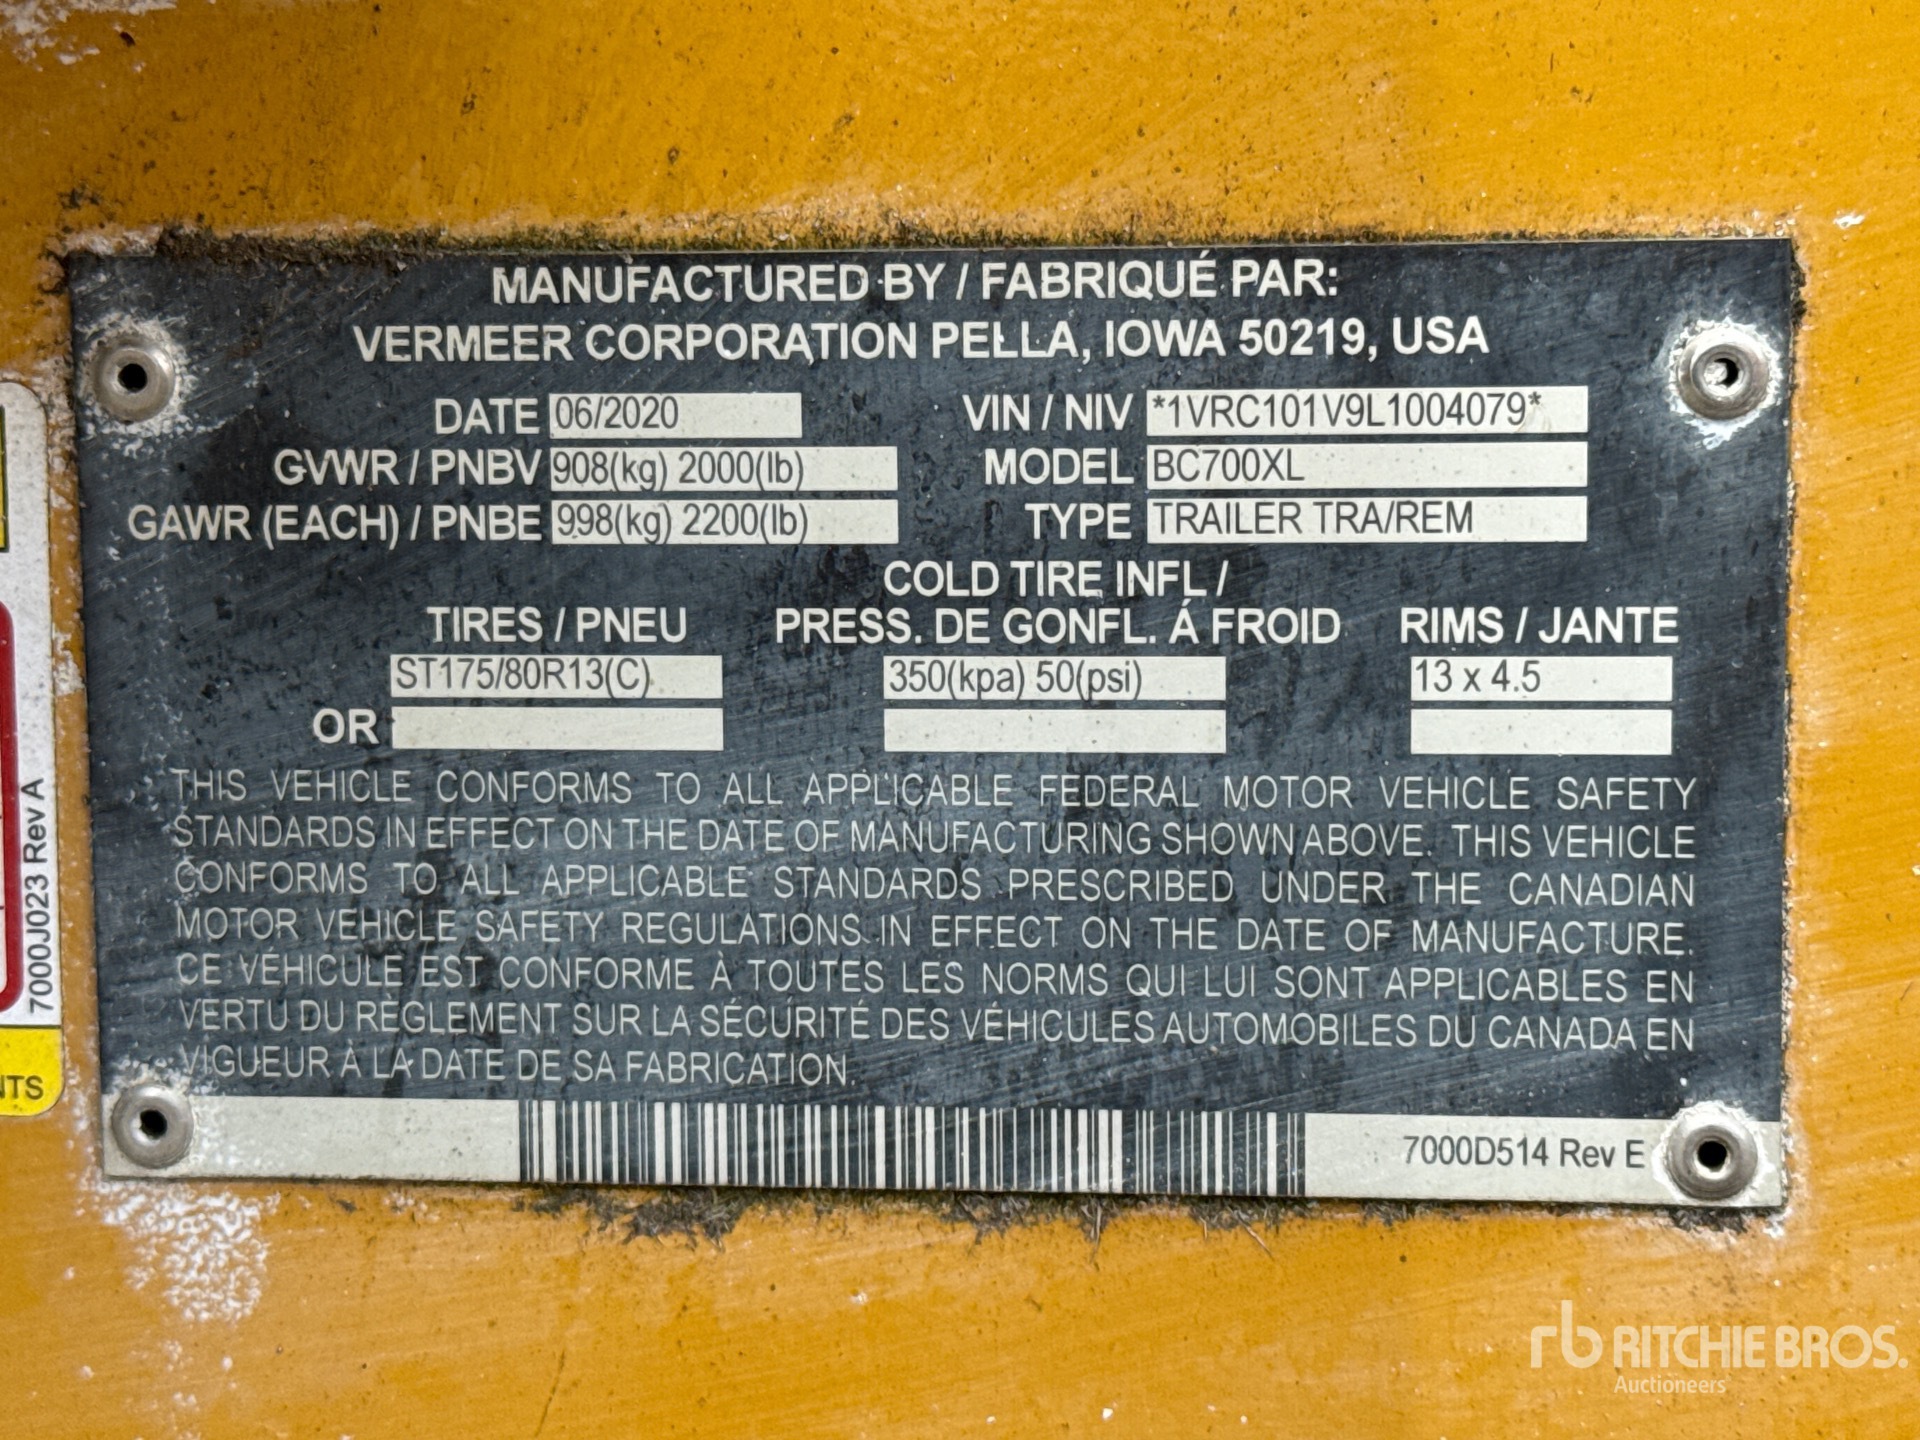 MANUFACTURED BY / FABRIQUÉ PAR:
VERMEER CORPORATION PELLA, IOWA 50219, USA
DATE 06/2020 VIN / NIV *1VRC101V9L1004079*
GVWR / PNBV 908(kg) 2000(lb) MODEL BC700XL
GAWR (EACH) / PNBE 998(kg) 2200(lb) TYPE TRAILER TRA/REM
COLD TIRE INFL /
TIRES / PNEU PRESS. DE GONFL. Á FROID RIMS / JANTE
ST175/80R13(C) 350(kpa) 50(psi) 13 x 4.5
OR
THIS VEHICLE CONFORMS TO ALL APPLICABLE FEDERAL MOTOR VEHICLE SAFETY
STANDARDS IN EFFECT ON THE DATE OF MANUFACTURING SHOWN ABOVE. THIS VEHICLE
CONFORMS TO ALL APPLICABLE STANDARDS PRESCRIBED UNDER THE CANADIAN
MOTOR VEHICLE SAFETY REGULATIONS IN EFFECT ON THE DATE OF MANUFACTURE.
CE VÉHICULE EST CONFORME À TOUTES LES NORMS QUI LUI SONT APPLICABLES EN
VERTU DU RÈGLEMENT SUR LA SÉCURITÉ DES VÉHICULES AUTOMOBILES DU CANADA EN
VIGUEUR À LA DATE DE SA FABRICATION.
7000D514 Rev E
7000J023 Rev A
NTS
rb RITCHIE BROS.
Auctioneers